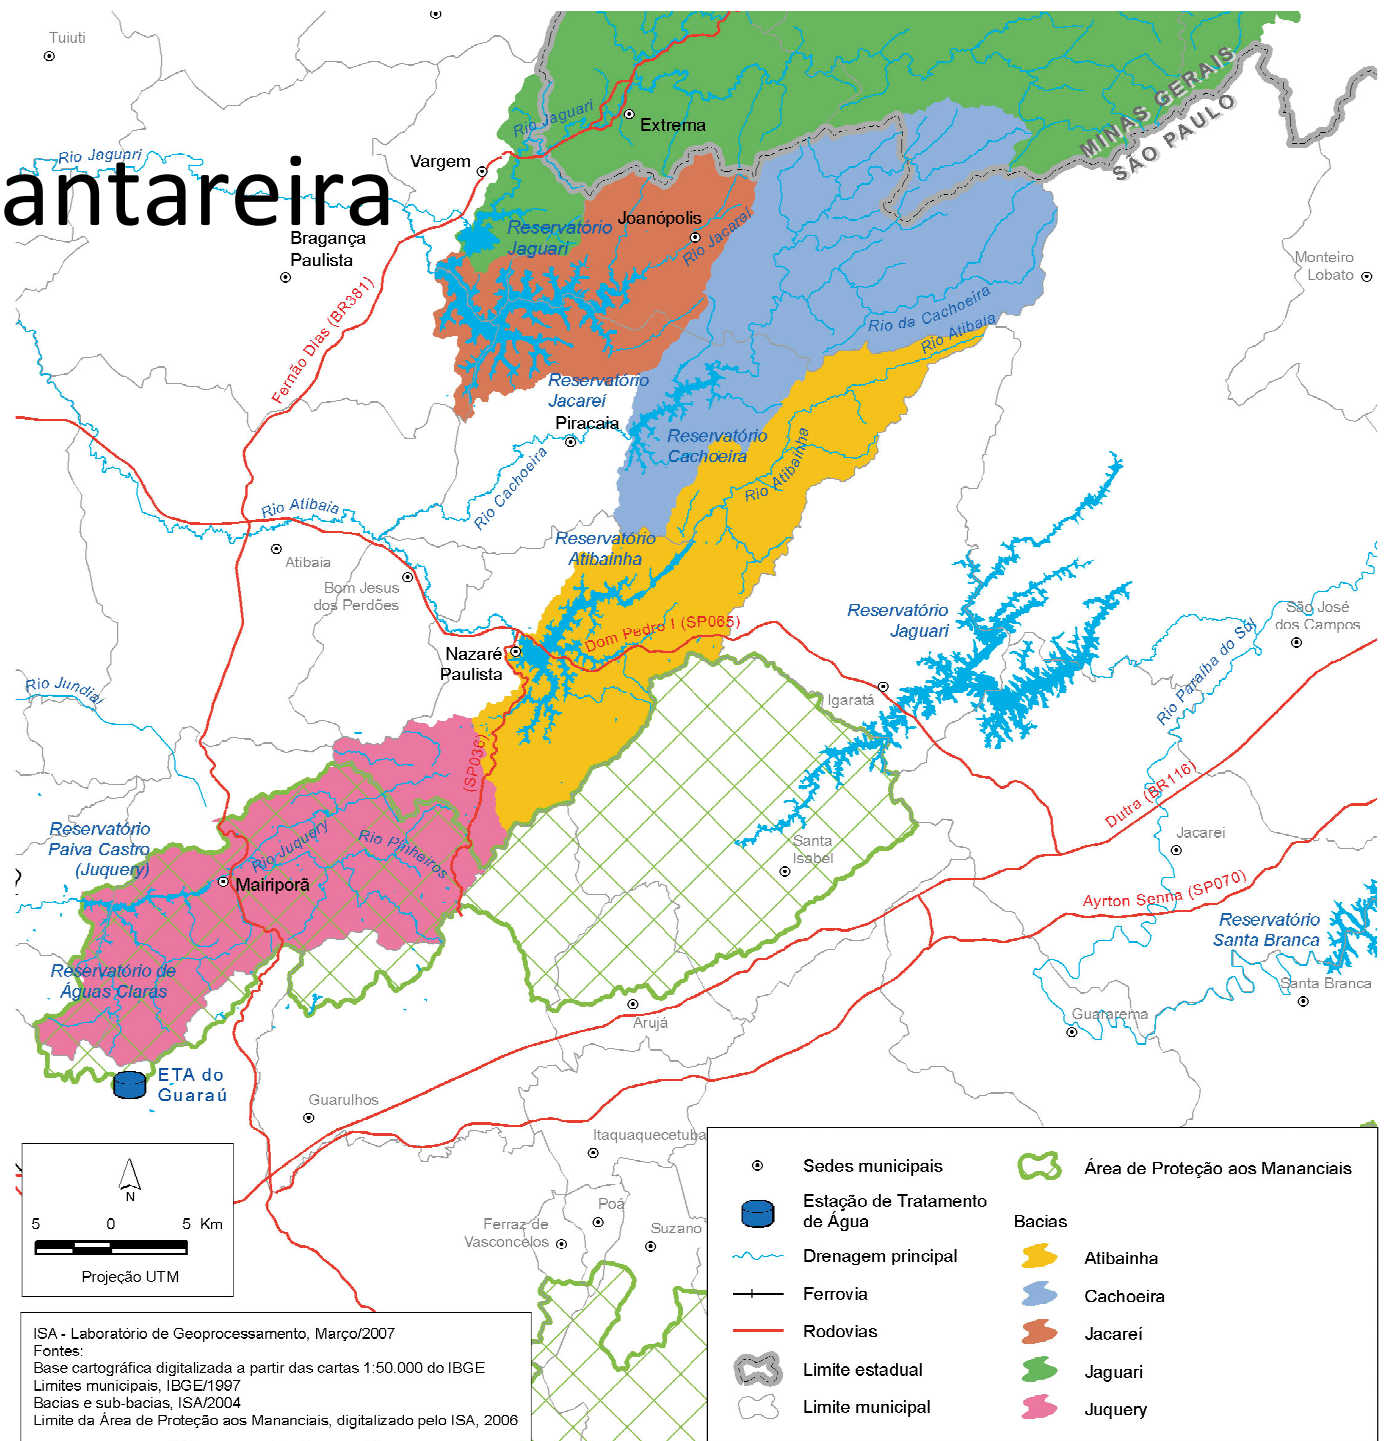 Tuiuti
MINAS GERAIS
SÃO PAULO
Rio Jaguari
Extrema
Rio Jaguari
Vargem
antareira
Joanópolis
Reservatório
Jaguari
Rio Jacareí
Bragança
Paulista
Monteiro
Lobato
Fernão Dias (BR381)
Rio da Cachoeira
Rio Atibaia
Reservatório
Jacareí
Piracaia
Reservatório
Cachoeira
Rio Cachoeira
Rio Atibainha
Rio Atibaia
Reservatório
Atibainha
Atibaia
Bom Jesus
dos Perdões
Reservatório
Jaguari
São José
dos Campos
Dom Pedro I (SP065)
Nazaré
Paulista
Rio Paraíba do Sul
Rio Jundiaí
Igaratá
(SP036)
Dutra (BR116)
Reservatório
Paiva Castro
(Juquery)
Rio Juquery
Rio Pinheiros
Santa
Isabel
Jacarei
Mairiporã
Ayrton Senna (SP070)
Reservatório
Santa Branca
Reservatório de
Águas Claras
Santa Branca
Arujá
Guararema
ETA do
Guaraú
Guarulhos
Itaquaquecetuba
Poá
Ferraz de
Vasconcelos
Suzano
N
5 0 5 Km
Projeção UTM
Sedes municipais
Estação de Tratamento
de Água
Drenagem principal
Ferrovia
Rodovias
Limite estadual
Limite municipal
Área de Proteção aos Mananciais
Bacias
Atibainha
Cachoeira
Jacareí
Jaguari
Juquery
ISA - Laboratório de Geoprocessamento, Março/2007
Fontes:
Base cartográfica digitalizada a partir das cartas 1:50.000 do IBGE
Limites municipais, IBGE/1997
Bacias e sub-bacias, ISA/2004
Limite da Área de Proteção aos Mananciais, digitalizado pelo ISA, 2006